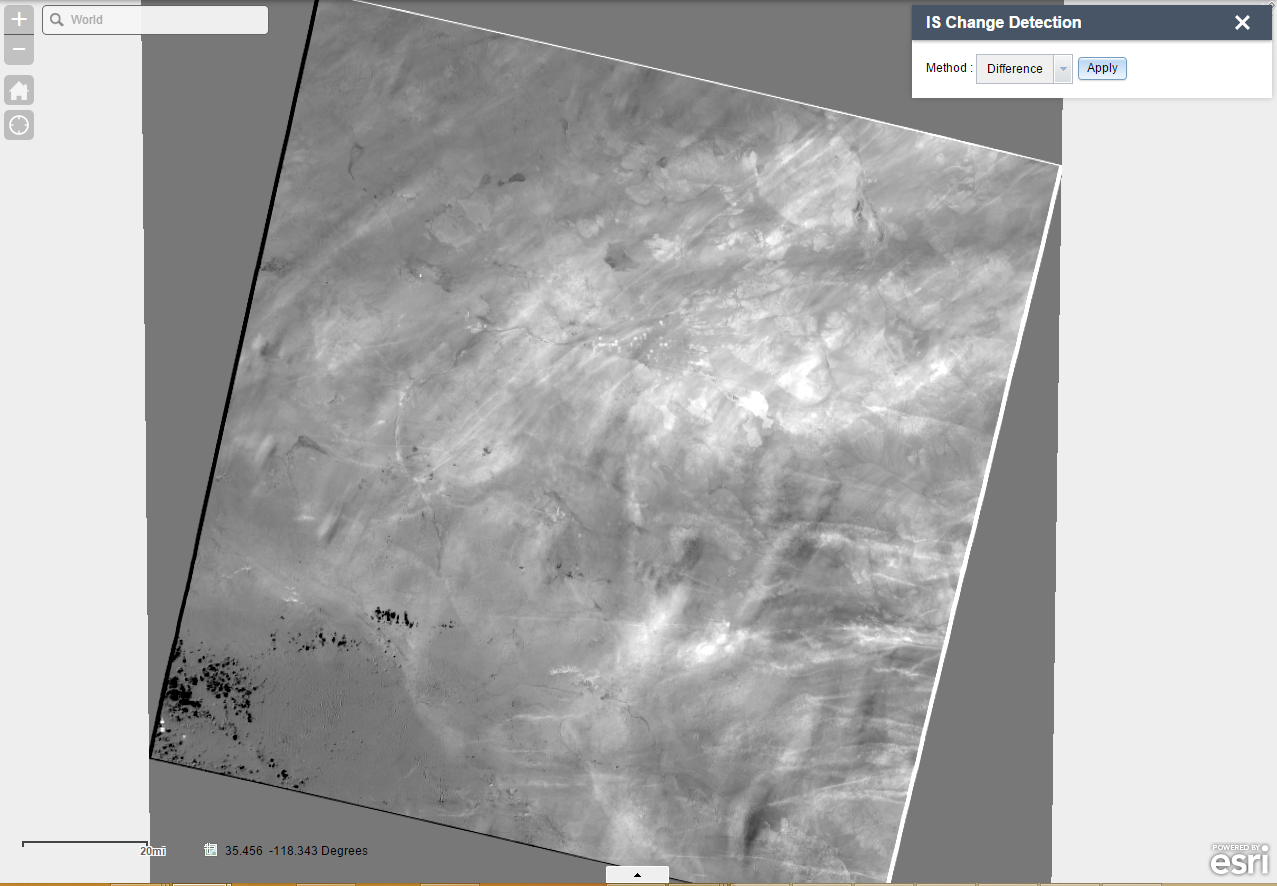 +
World
−
IS Change Detection
Method : Difference Apply
20mi
35.456 -118.343 Degrees
POWERED BY
esri